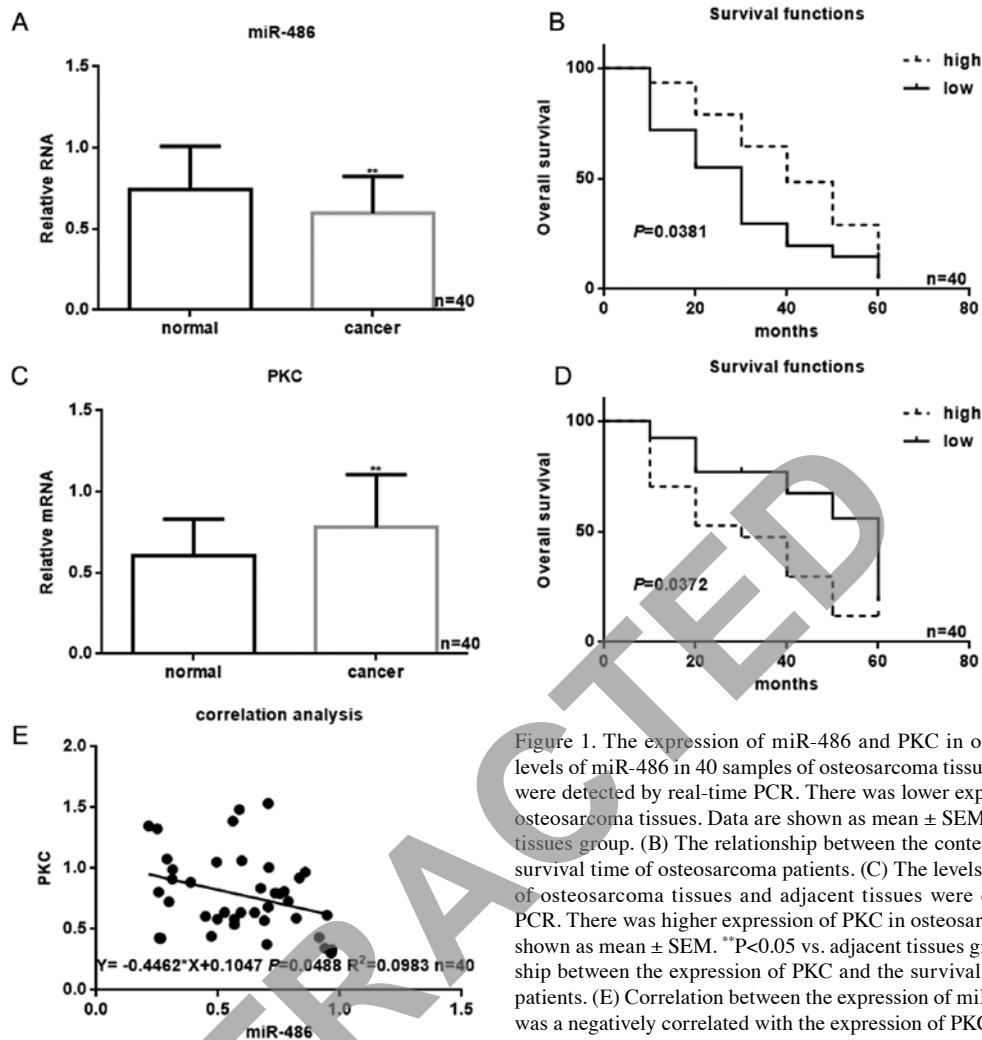 A
miR-486
1.5
1.0
0.5
0.0
Relative RNA
**
normal
cancer
n=40
B
Survival functions
high
low
100
50
0
Overall survival
P=0.0381
n=40
0 20 40 60 80
months
C
PKC
1.5
1.0
0.5
0.0
Relative mRNA
**
normal
cancer
n=40
D
Survival functions
high
low
100
50
0
Overall survival
P=0.0372
n=40
0 20 40 60 80
months
E
correlation analysis
2.0
1.5
1.0
0.5
0.0
PKC
Y= -0.4462*X+0.1047 P=0.0488 R²=0.0983 n=40
0.0 0.5 1.0 1.5
miR-486
Figure 1. The expression of miR-486 and PKC in o
levels of miR-486 in 40 samples of osteosarcoma tissu
were detected by real-time PCR. There was lower exp
osteosarcoma tissues. Data are shown as mean ± SEM
tissues group. (B) The relationship between the conte
survival time of osteosarcoma patients. (C) The levels
of osteosarcoma tissues and adjacent tissues were
PCR. There was higher expression of PKC in osteosar
shown as mean ± SEM. **P<0.05 vs. adjacent tissues g
ship between the expression of PKC and the survival
patients. (E) Correlation between the expression of mi
was a negatively correlated with the expression of PKC
RETRACTED